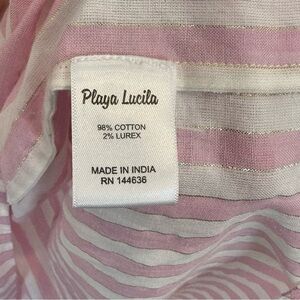 Playa Lucila
98% COTTON
2% LUREX
MADE IN INDIA
RN 144636